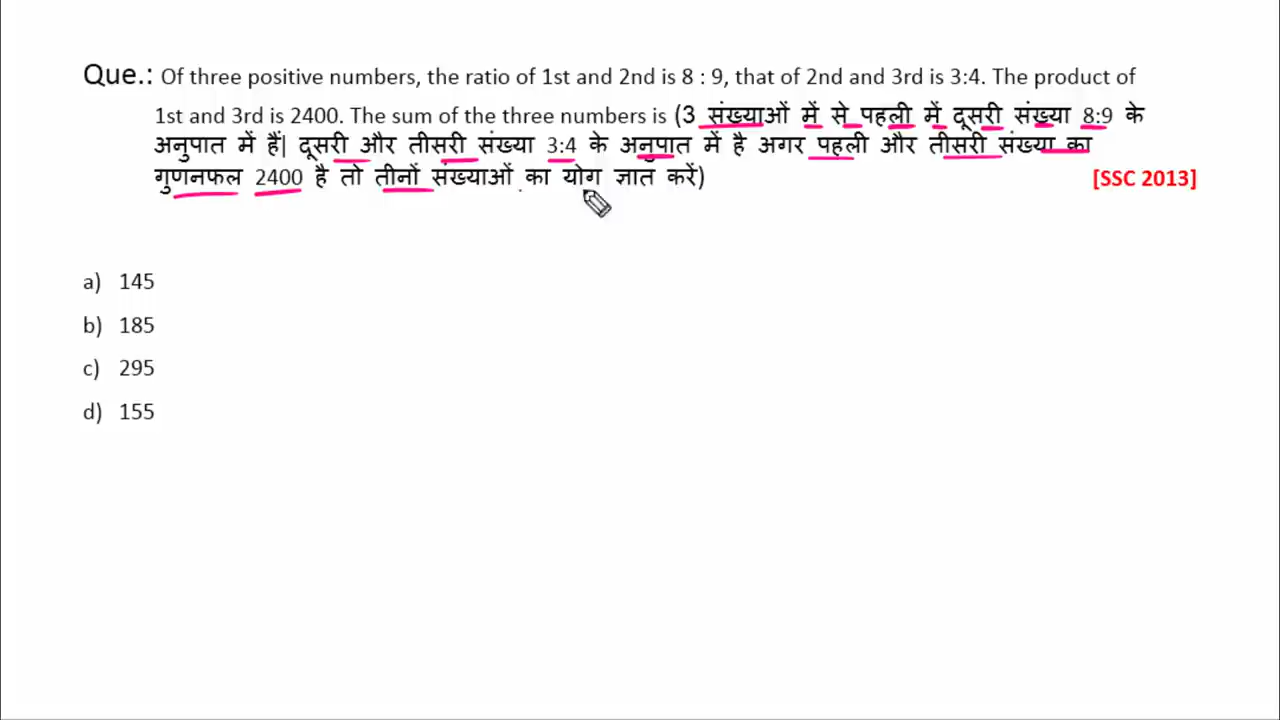 Que.: Of three positive numbers, the ratio of 1st and 2nd is 8 : 9, that of 2nd and 3rd is 3:4. The product of
1st and 3rd is 2400. The sum of the three numbers is (3 संख्याओं में से पहली में दूसरी संख्या 8:9 के
अनुपात में हैं| दूसरी और तीसरी संख्या 3:4 के अनुपात में है अगर पहली और तीसरी संख्या का
गुणनफल 2400 है तो तीनों संख्याओं का योग ज्ञात करें)
[SSC 2013]
a) 145
b) 185
c) 295
d) 155